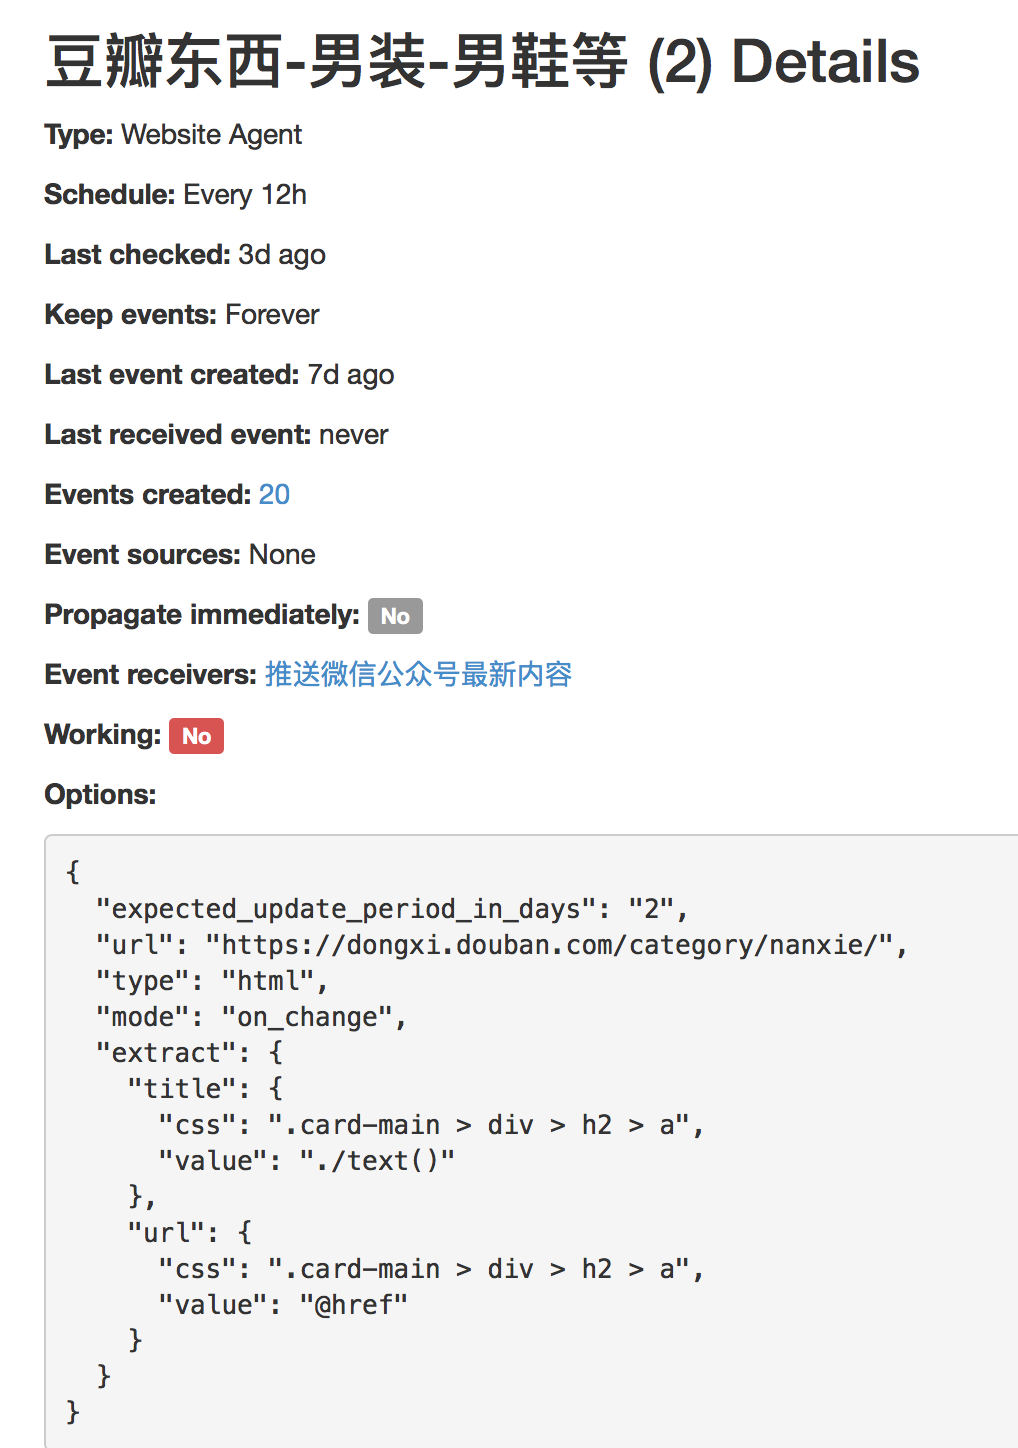 豆瓣东西-男装-男鞋等 (2) Details
Type: Website Agent
Schedule: Every 12h
Last checked: 3d ago
Keep events: Forever
Last event created: 7d ago
Last received event: never
Events created: 20
Event sources: None
Propagate immediately: No
Event receivers: 推送微信公众号最新内容
Working: No
Options:
{
  "expected_update_period_in_days": "2",
  "url": "https://dongxi.douban.com/category/nanxie/",
  "type": "html",
  "mode": "on_change",
  "extract": {
    "title": {
      "css": ".card-main > div > h2 > a",
      "value": "./text()"
    },
    "url": {
      "css": ".card-main > div > h2 > a",
      "value": "@href"
    }
  }
}